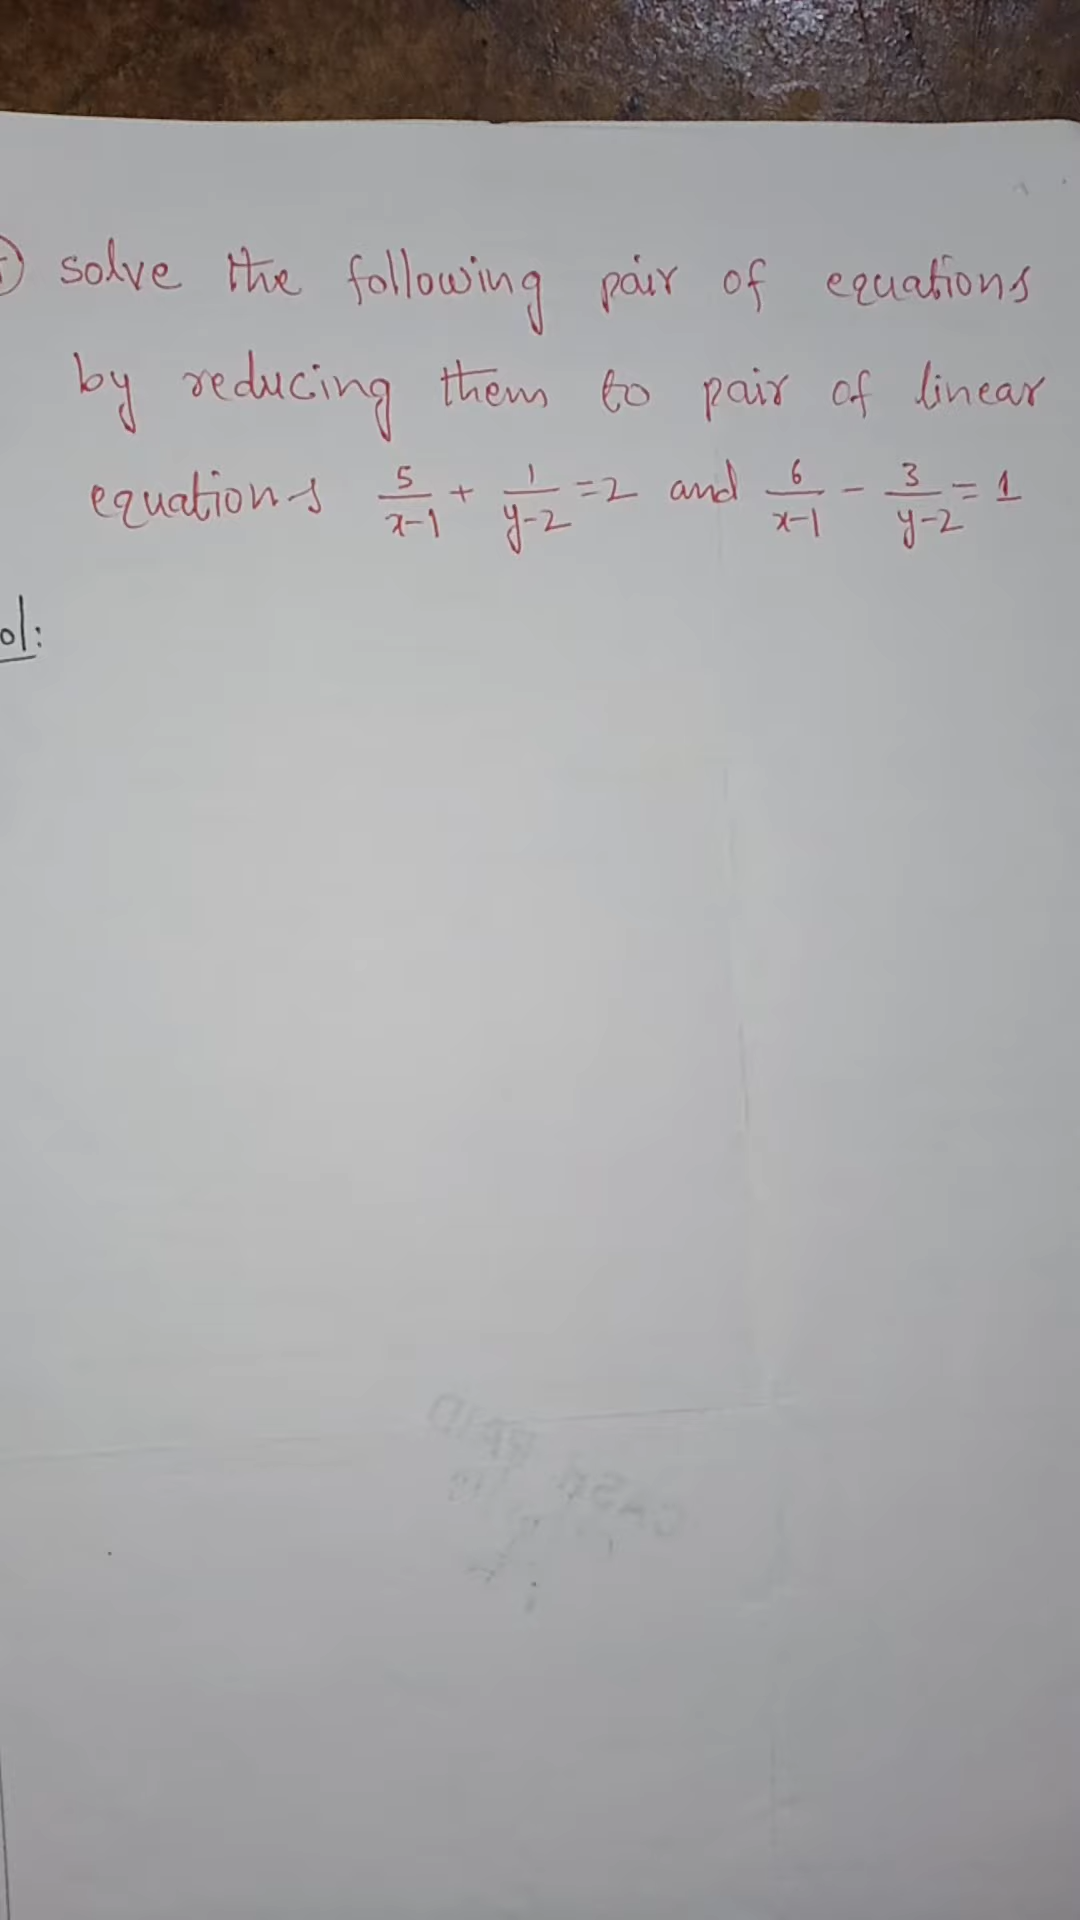 solve the following pair of equations
by reducing them to pair of linear
equations 5/x-1 + 1/y-2 =2 and 6/x-1 - 3/y-2 = 1
ol: